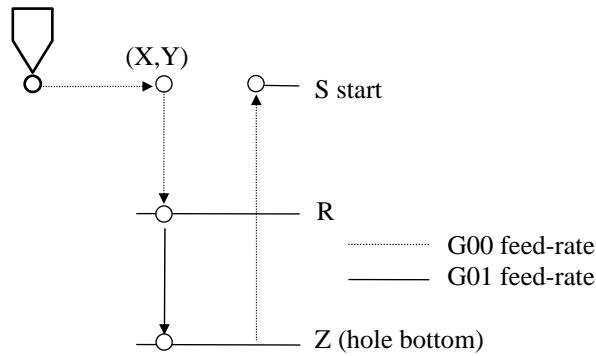 (X,Y)
S start
R
G00 feed-rate
G01 feed-rate
Z (hole bottom)